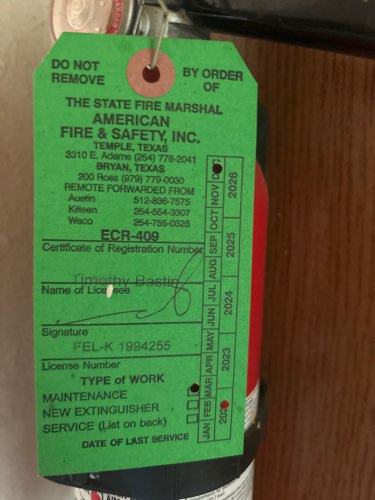 DO NOT REMOVE
BY ORDER OF
THE STATE FIRE MARSHAL
AMERICAN
FIRE & SAFETY, INC.
TEMPLE, TEXAS
3310 E. Adams (254) 778-2041
BRYAN, TEXAS
200 Ross (979) 779-0030
REMOTE FORWARDED FROM
Austin 512-836-7575
Killeen 254-554-3307
Waco 254-755-0328
ECR-409
Certificate of Registration Number
Timothy Bastin
Name of Licensee
Signature
FEL-K 1994255
License Number
TYPE of WORK
MAINTENANCE
NEW EXTINGUISHER
SERVICE (List on back)
DATE OF LAST SERVICE
JAN FEB MAR APR MAY JUN JUL AUG SEP OCT NOV
2023 2024 2025 2026